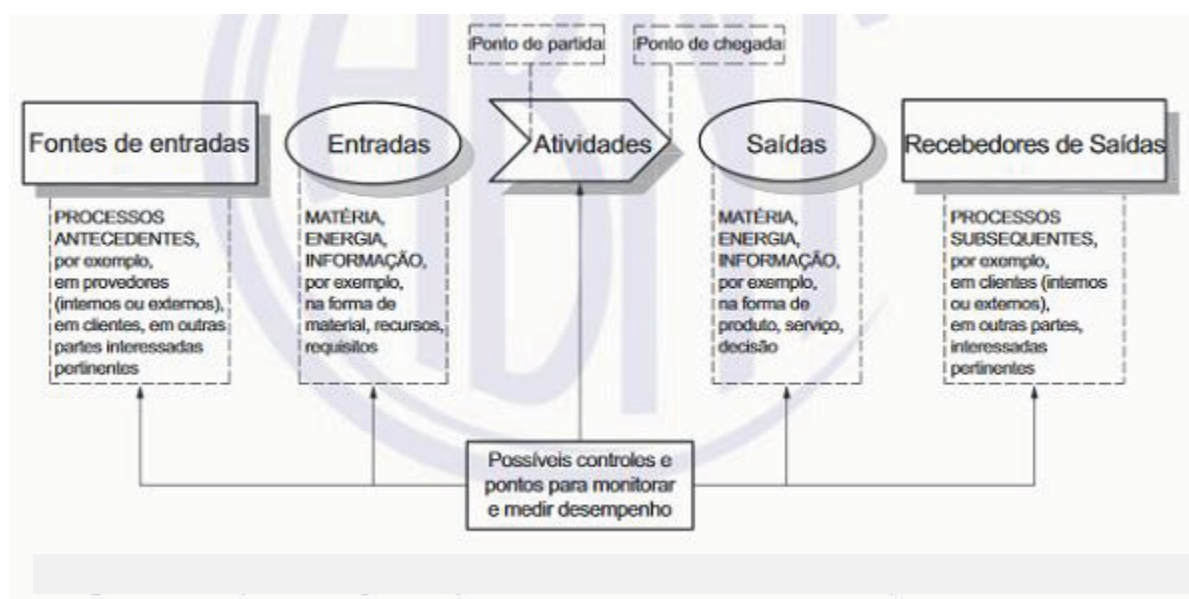 Ponto de partida
Ponto de chegada
Fontes de entradas
Entradas
Atividades
Saídas
Recebedores de Saídas
PROCESSOS
ANTECEDENTES,
por exemplo,
em provedores
(internos ou externos),
em clientes, em outras
partes interessadas
pertinentes
MATÉRIA,
ENERGIA,
INFORMAÇÃO,
por exemplo,
na forma de
material, recursos,
requisitos
MATÉRIA,
ENERGIA,
INFORMAÇÃO,
por exemplo,
na forma de
produto, serviço,
decisão
PROCESSOS
SUBSEQUENTES,
por exemplo,
em clientes (internos
ou externos),
em outras partes,
interessadas
pertinentes
Possíveis controles e
pontos para monitorar
e medir desempenho
ABNT